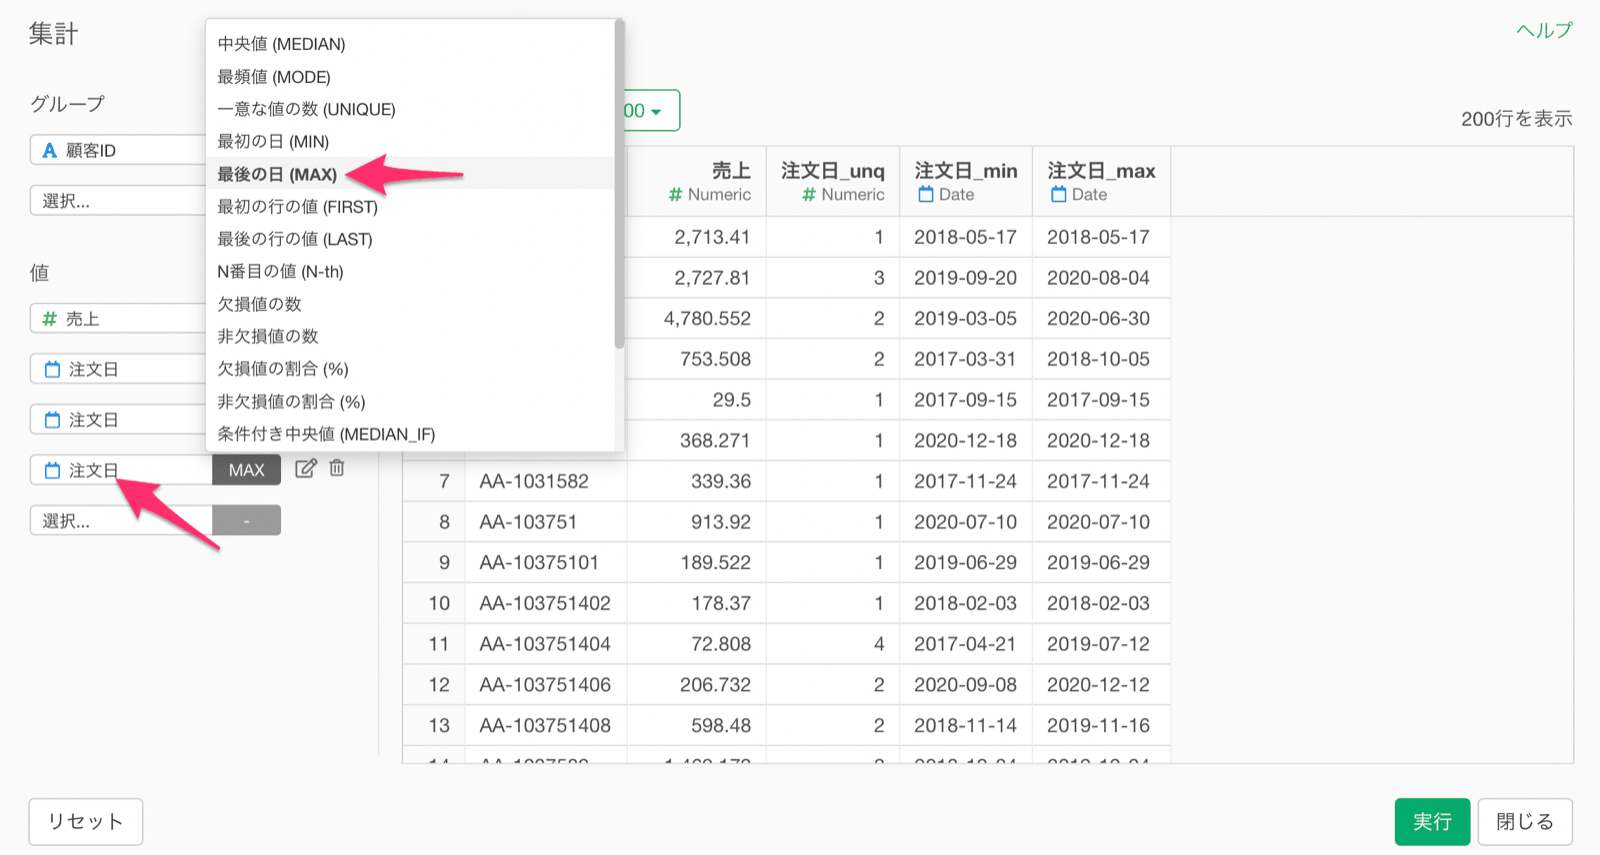 集計
ヘルプ
グループ
A 顧客ID
選択...
値
# 売上
注文日
注文日
注文日 MAX
選択... -
中央値 (MEDIAN)
最頻値 (MODE)
一意な値の数 (UNIQUE)
最初の日 (MIN)
最後の日 (MAX)
最初の行の値 (FIRST)
最後の行の値 (LAST)
N番目の値 (N-th)
欠損値の数
非欠損値の数
欠損値の割合 (%)
非欠損値の割合 (%)
条件付き中央値 (MEDIAN_IF)
00
200行を表示
売上 注文日_unq 注文日_min 注文日_max
# Numeric # Numeric Date Date
2,713.41 1 2018-05-17 2018-05-17
2,727.81 3 2019-09-20 2020-08-04
4,780.552 2 2019-03-05 2020-06-30
753.508 2 2017-03-31 2018-10-05
29.5 1 2017-09-15 2017-09-15
368.271 1 2020-12-18 2020-12-18
7 AA-1031582 339.36 1 2017-11-24 2017-11-24
8 AA-103751 913.92 1 2020-07-10 2020-07-10
9 AA-10375101 189.522 1 2019-06-29 2019-06-29
10 AA-103751402 178.37 1 2018-02-03 2018-02-03
11 AA-103751404 72.808 4 2017-04-21 2019-07-12
12 AA-103751406 206.732 2 2020-09-08 2020-12-12
13 AA-103751408 598.48 2 2018-11-14 2019-11-16
リセット
実行
閉じる